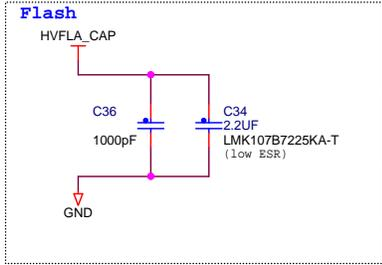 Flash
HVFLA_CAP
C36
1000pF
C34
2.2UF
LMK107B7225KA-T
(low ESR)
GND